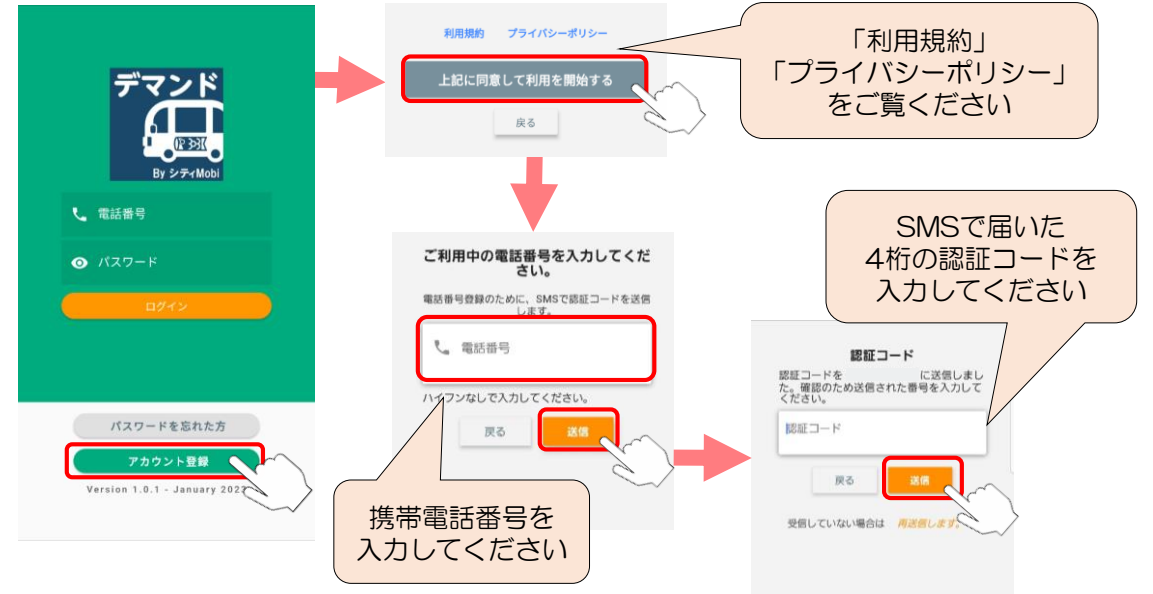 デマンド
By シティMobi
電話番号
パスワード
ログイン
パスワードを忘れた方
アカウント登録
Version 1.0.1 - January 202
利用規約 プライバシーポリシー
上記に同意して利用を開始する
戻る
「利用規約」
「プライバシーポリシー」
をご覧ください
ご利用中の電話番号を入力してくだ
さい。
電話番号登録のために、SMSで認証コードを送信
します。
電話番号
ハイフンなしで入力してください。
戻る 送信
携帯電話番号を
入力してください
SMSで届いた
4桁の認証コードを
入力してください
認証コード
認証コードを に送信しまし
た。確認のため送信された番号を入力して
ください。
認証コード
戻る 送信
受信していない場合は 再送信します。